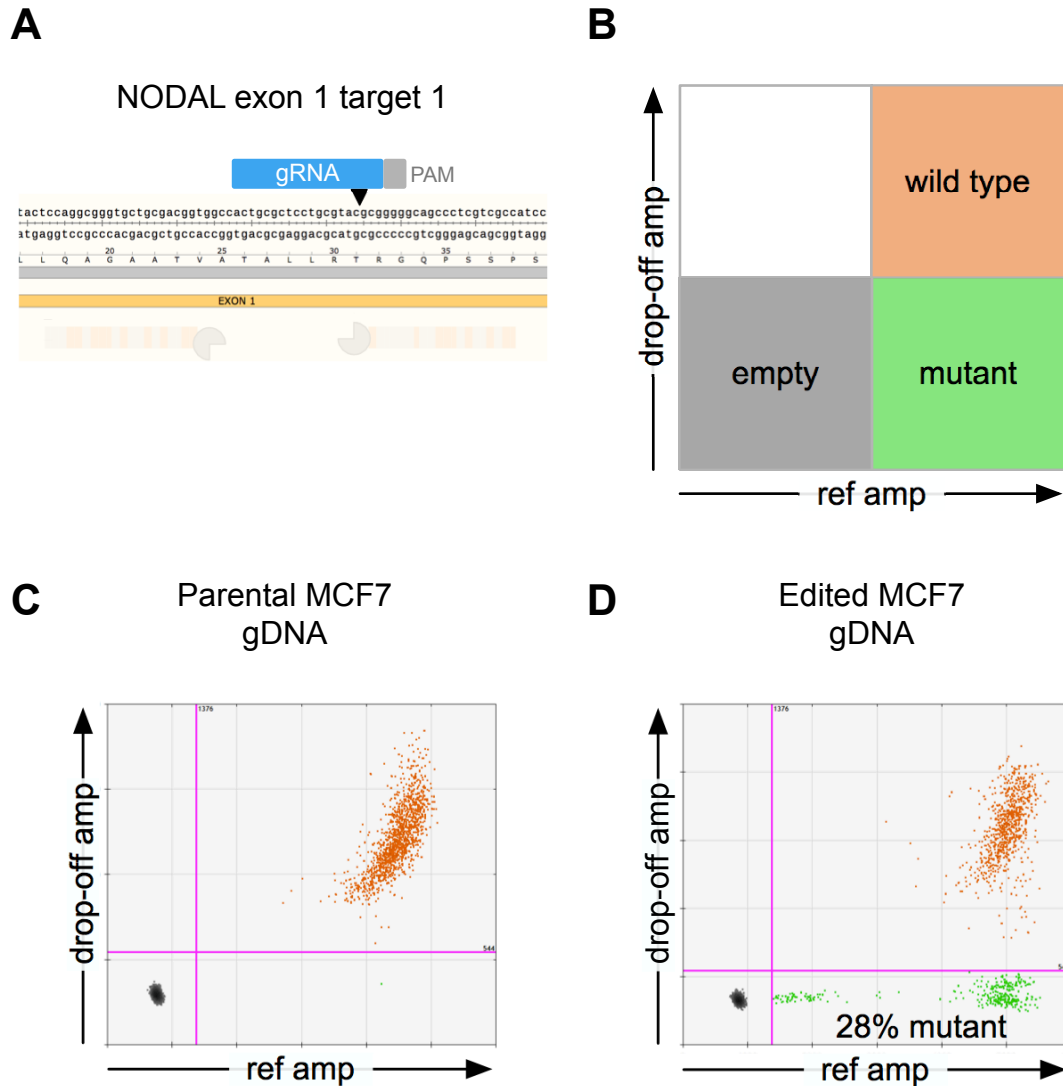 A
NODAL exon 1 target 1
gRNA
PAM
tactccaggcgggtgctgcgacggtggccactgcgctcctgcgtacgcgggggcagccctcgtcgccatcc
atgaggtccgcccacgacgctgccaccggtgacgcgaggacgcatgcgcccccgtcgggagcagcggtagg
20 25 30 35
L L Q A G A A T V A T A L L R T R G Q P S S P S
EXON 1
B
drop-off amp
wild type
empty
mutant
ref amp
C
Parental MCF7
gDNA
drop-off amp
1376
544
ref amp
D
Edited MCF7
gDNA
drop-off amp
1376
28% mutant
ref amp